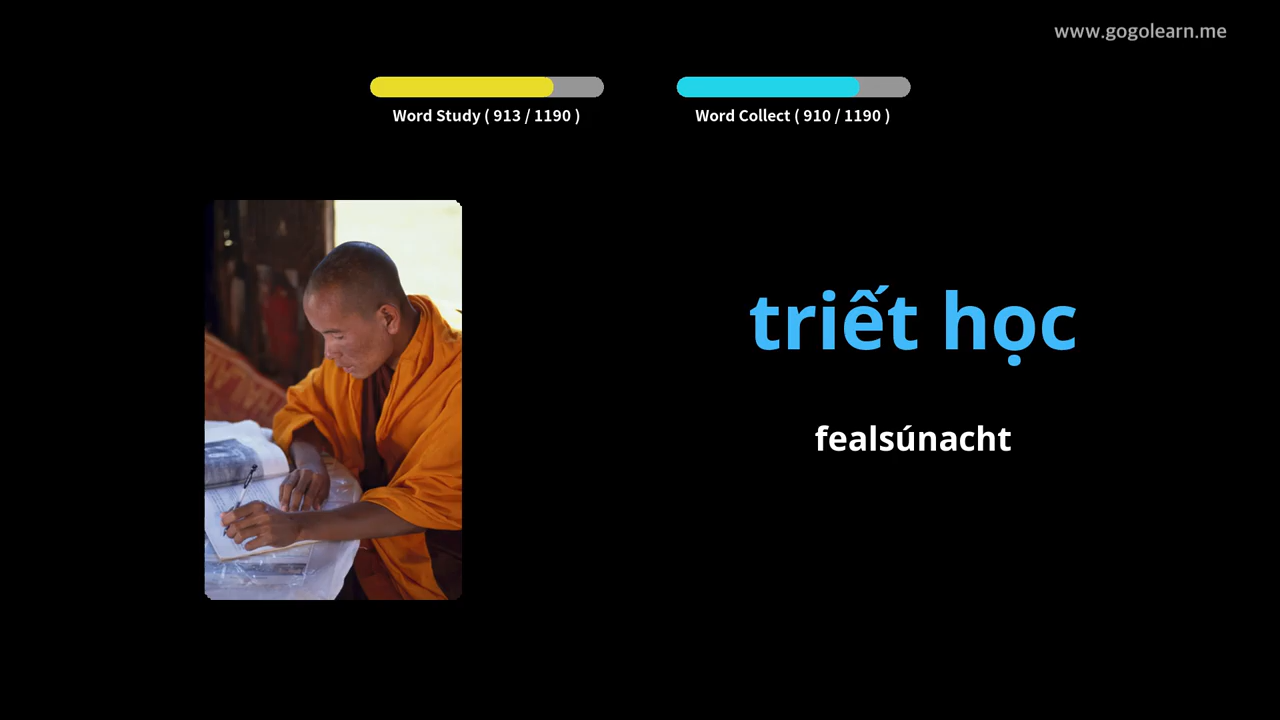 www.gogolearn.me
Word Study ( 913 / 1190 )
Word Collect ( 910 / 1190 )
triết học
fealsúnacht